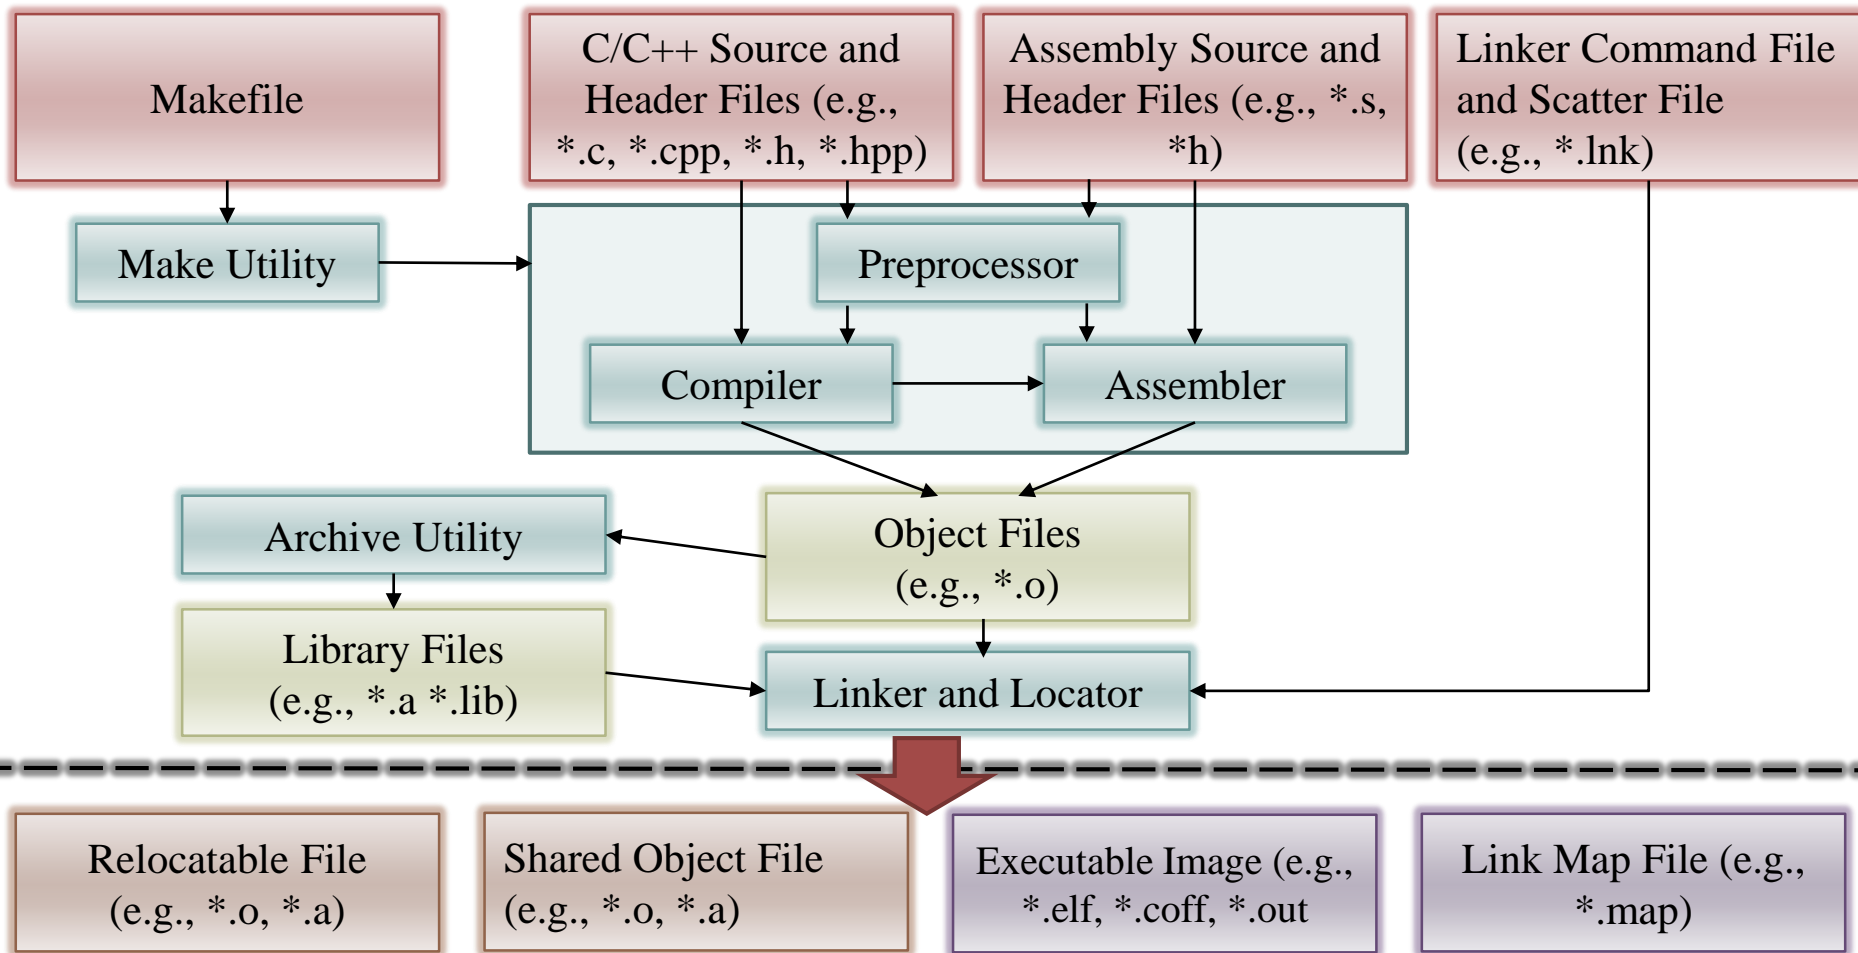 Makefile
C/C++ Source and
Header Files (e.g.,
*.c, *.cpp, *.h, *.hpp)
Assembly Source and
Header Files (e.g., *.s,
*h)
Linker Command File
and Scatter File
(e.g., *.lnk)
Make Utility
Preprocessor
Compiler
Assembler
Archive Utility
Object Files
(e.g., *.o)
Library Files
(e.g., *.a *.lib)
Linker and Locator
Relocatable File
(e.g., *.o, *.a)
Shared Object File
(e.g., *.o, *.a)
Executable Image (e.g.,
*.elf, *.coff, *.out
Link Map File (e.g.,
*.map)